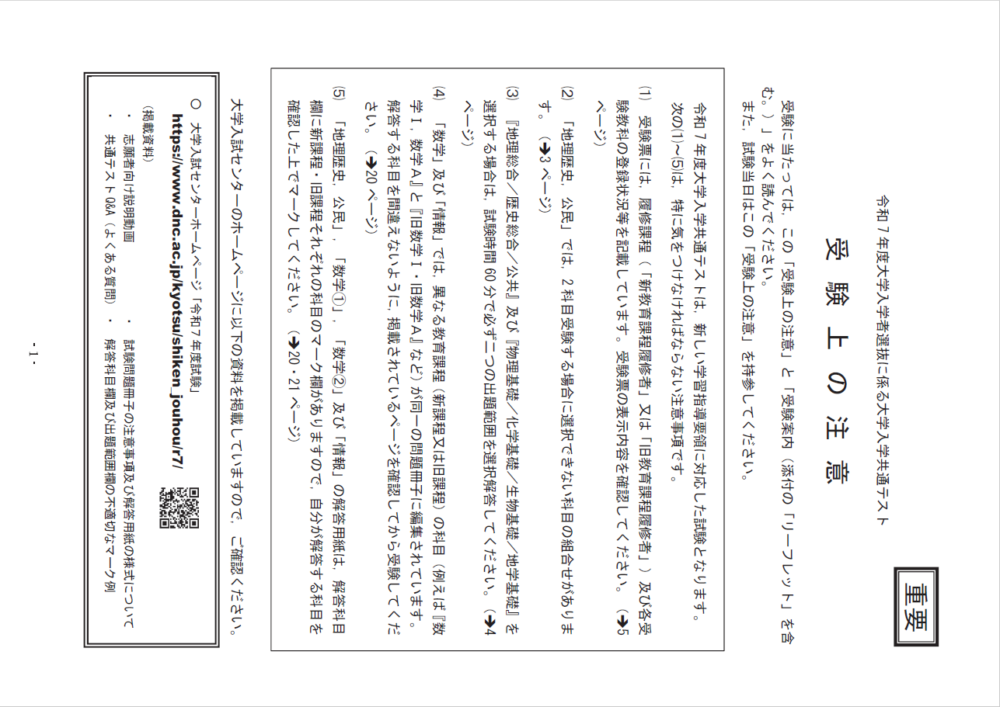 重要
令和７年度大学入学者選抜に係る大学入学共通テスト
受験上の注意
受験に当たっては，この「受験上の注意」と「受験案内（添付の「リーフレット」を含
む。）」をよく読んでください。
また，試験当日はこの「受験上の注意」を持参してください。
令和７年度大学入学共通テストは，新しい学習指導要領に対応した試験となります。
次の⑴～⑸は，特に気をつけなければならない注意事項です。
⑴　受験票には，履修課程（「新教育課程履修者」又は「旧教育課程履修者」）及び各受
験教科の登録状況等を記載しています。受験票の表示内容を確認してください。（➔5
ページ）
⑵　「地理歴史，公民」では，２科目受験する場合に選択できない科目の組合せがありま
す。（➔3 ページ）
⑶　『地理総合／歴史総合／公共』及び『物理基礎／化学基礎／生物基礎／地学基礎』を
選択する場合は，試験時間 60 分で必ず二つの出題範囲を選択解答してください。（➔4
ページ）
⑷　「数学」及び「情報」では，異なる教育課程（新課程又は旧課程）の科目（例えば『数
学Ⅰ，数学Ａ』と『旧数学Ⅰ・旧数学Ａ』など）が同一の問題冊子に編集されています。
解答する科目を間違えないように，掲載されているページを確認してから受験してくだ
さい。（➔20 ページ）
⑸　「地理歴史，公民」，「数学①」，「数学②」及び「情報」の解答用紙は，解答科目
欄に新課程・旧課程それぞれの科目のマーク欄がありますので，自分が解答する科目を
確認した上でマークしてください。（➔20・21 ページ）
大学入試センターのホームページに以下の資料を掲載していますので，ご確認ください。
〇　大学入試センターホームページ「令和７年度試験」
https://www.dnc.ac.jp/kyotsu/shiken_jouhou/r7/
（掲載資料）
・　志願者向け説明動画　・　試験問題冊子の注意事項及び解答用紙の様式について
・　共通テストQ&A（よくある質問）・　解答科目欄及び出題範囲欄の不適切なマーク例
- 1 -